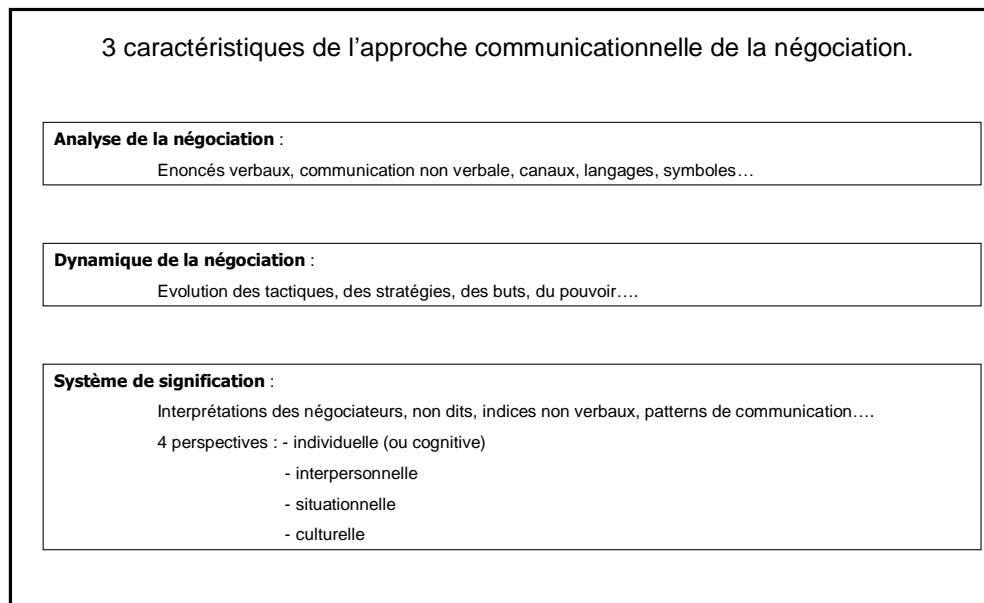 3 caractéristiques de l’approche communicationnelle de la négociation.
Analyse de la négociation :
Enoncés verbaux, communication non verbale, canaux, langages, symboles…
Dynamique de la négociation :
Evolution des tactiques, des stratégies, des buts, du pouvoir….
Système de signification :
Interprétations des négociateurs, non dits, indices non verbaux, patterns de communication….
4 perspectives : - individuelle (ou cognitive)
- interpersonnelle
- situationnelle
- culturelle